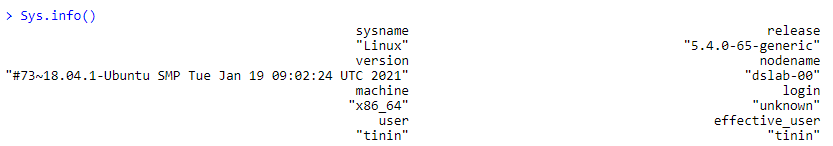 > Sys.info()
sysname release
"Linux" "5.4.0-65-generic"
version nodename
"#73~18.04.1-Ubuntu SMP Tue Jan 19 09:02:24 UTC 2021" "dslab-00"
machine login
"x86_64" "unknown"
user effective_user
"tinin" "tinin"